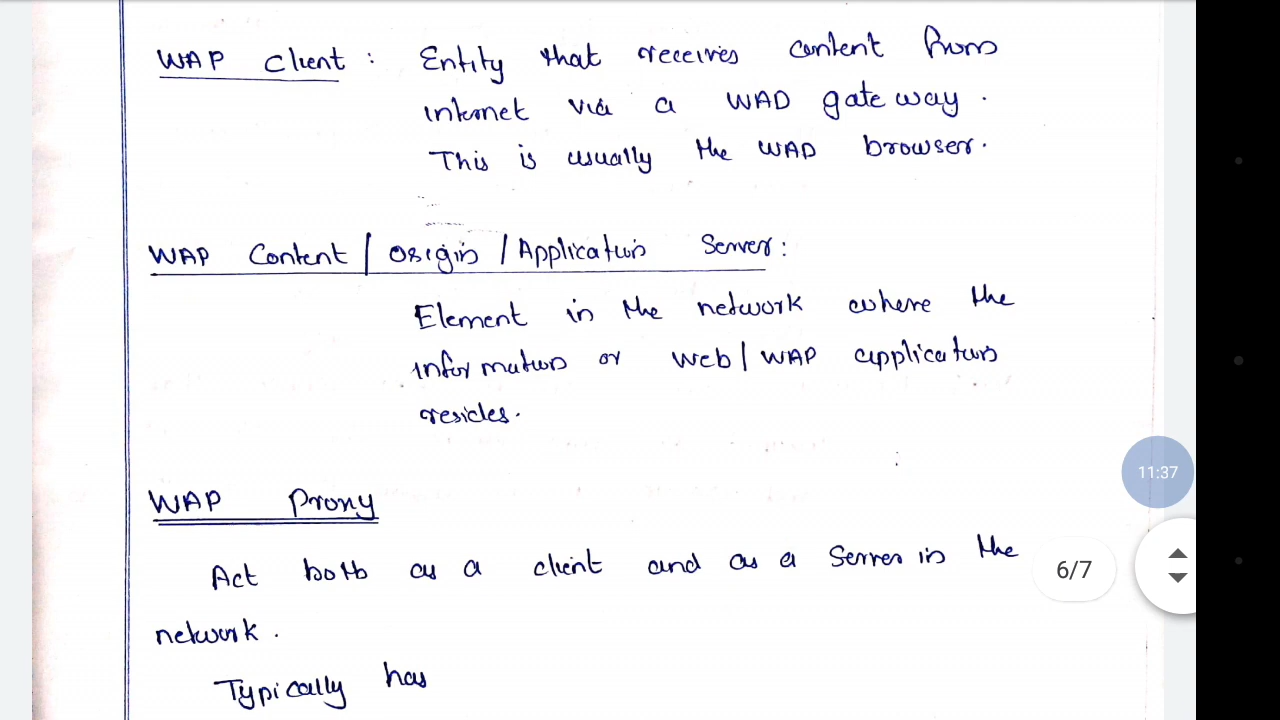 WAP Client : Entity that receives content from
internet via a WAP gateway.
This is usually the WAP browser.
WAP Content / Origin / Application Server:
Element in the network where the
information or web/WAP application
resides.
WAP Proxy
Act both as a client and as a server in the
network.
Typically has
11:37
6/7